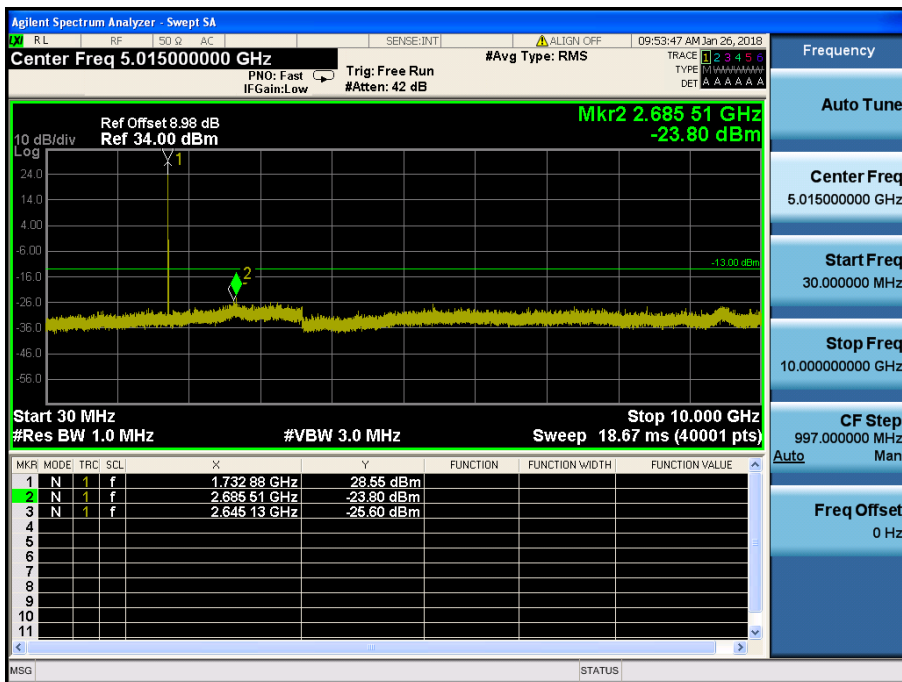 Agilent Spectrum Analyzer - Swept SA
LXI RL RF 50 Ω AC SENSE:INT ALIGN OFF 09:53:47 AM Jan 26, 2018
Center Freq 5.015000000 GHz
PNO: Fast
IFGain:Low
Trig: Free Run
#Atten: 42 dB
#Avg Type: RMS
TRACE 1 2 3 4 5 6
TYPE MWWWWW
DET A A A A A A
Mkr2 2.685 51 GHz
-23.80 dBm
Ref Offset 8.98 dB
10 dB/div Ref 34.00 dBm
Log
1
24.0
14.0
4.00
-6.00
-13.00 dBm
2
-16.0
-26.0
-36.0
-46.0
-56.0
Start 30 MHz Stop 10.000 GHz
#Res BW 1.0 MHz #VBW 3.0 MHz Sweep 18.67 ms (40001 pts)
MKR MODE TRC SCL X Y FUNCTION FUNCTION WIDTH FUNCTION VALUE
1 N 1 f 1.732 88 GHz 28.55 dBm
2 N 1 f 2.685 51 GHz -23.80 dBm
3 N 1 f 2.645 13 GHz -25.60 dBm
4
5
6
7
8
9
10
11
MSG STATUS
Frequency
Auto Tune
Center Freq
5.015000000 GHz
Start Freq
30.000000 MHz
Stop Freq
10.000000000 GHz
CF Step
997.000000 MHz
Auto Man
Freq Offset
0 Hz